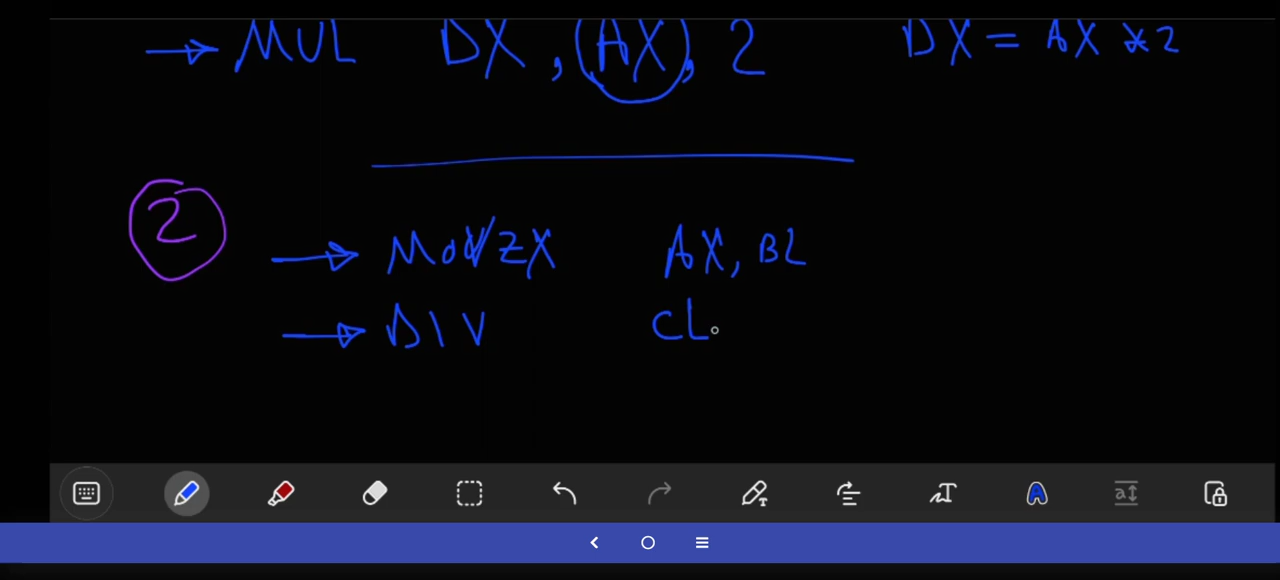 → MUL DX, (AX), 2 DX = AX * 2
2
→ MOVZX AX, BL
→ DIV CL